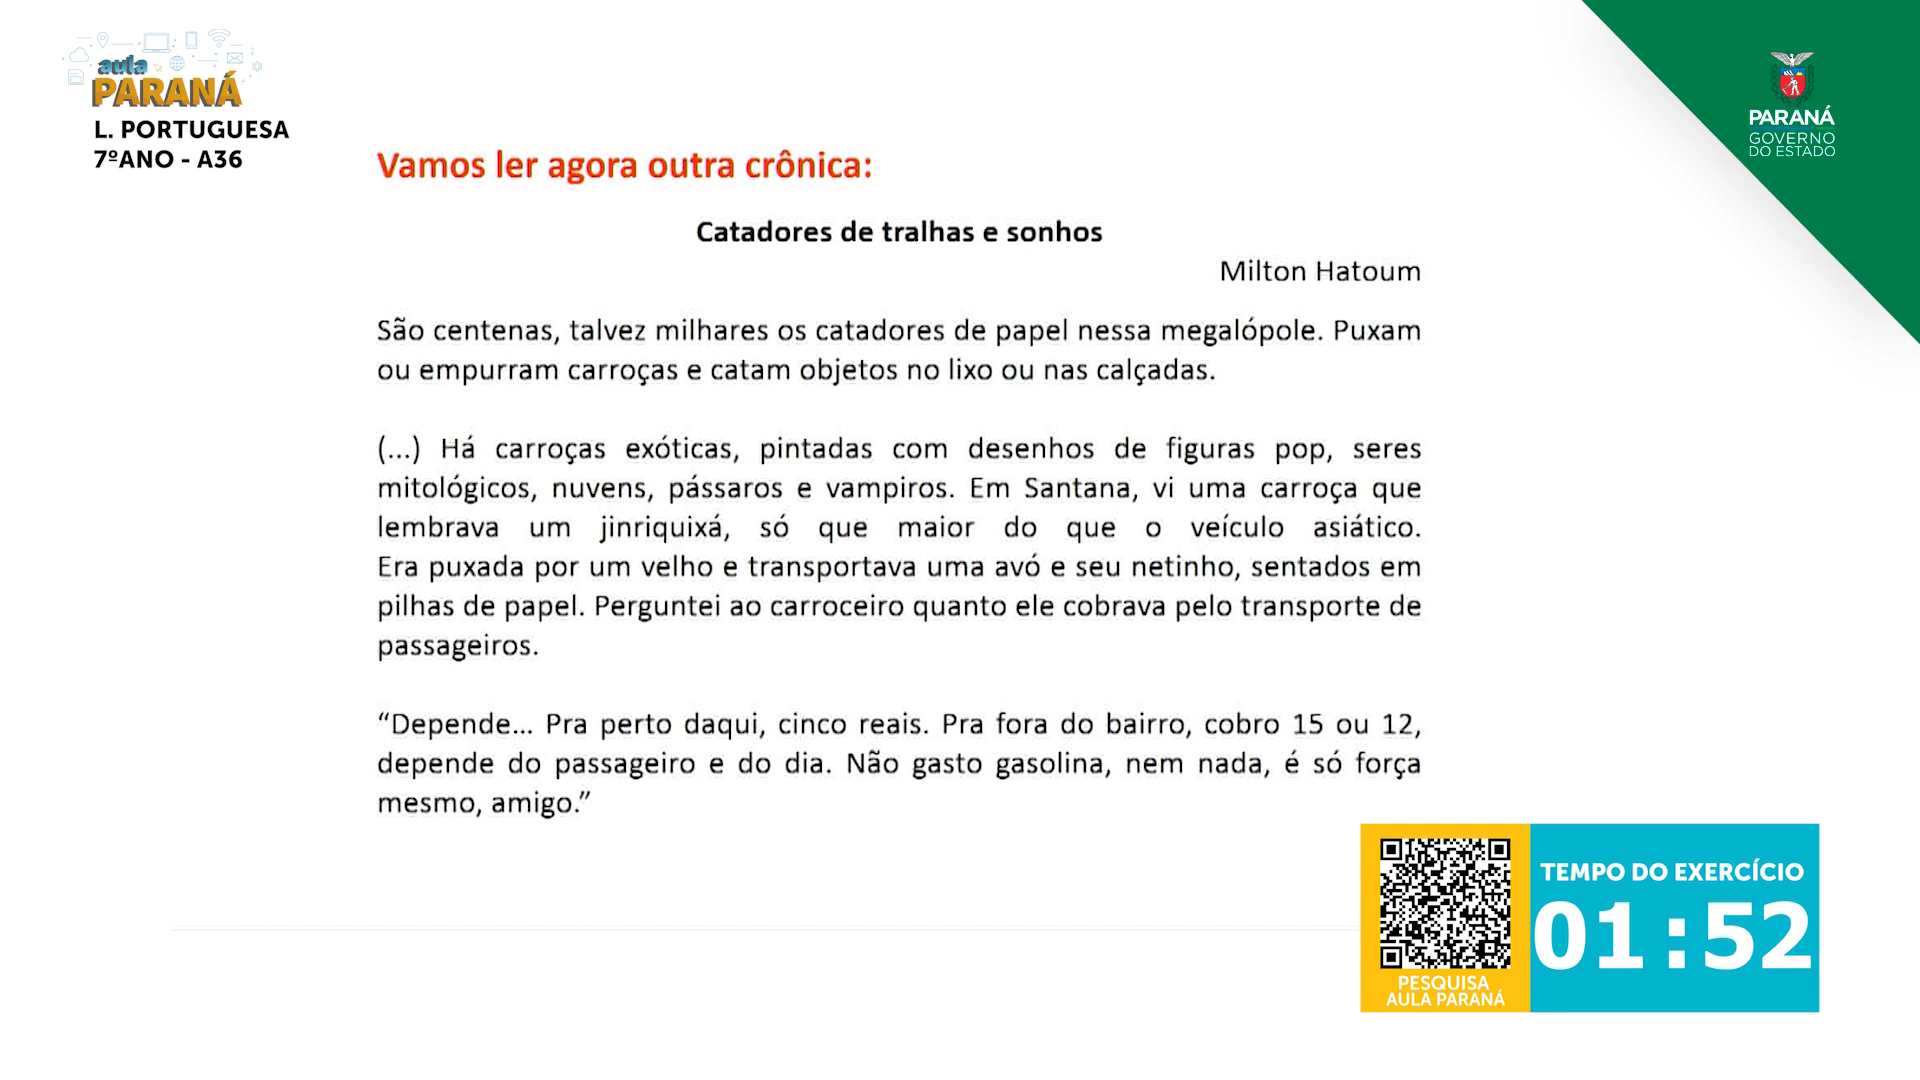 aula
PARANÁ
L. PORTUGUESA
7ºANO - A36
PARANÁ
GOVERNO
DO ESTADO
Vamos ler agora outra crônica:
Catadores de tralhas e sonhos
Milton Hatoum
São centenas, talvez milhares os catadores de papel nessa megalópole. Puxam
ou empurram carroças e catam objetos no lixo ou nas calçadas.
(...) Há carroças exóticas, pintadas com desenhos de figuras pop, seres
mitológicos, nuvens, pássaros e vampiros. Em Santana, vi uma carroça que
lembrava um jinriquixá, só que maior do que o veículo asiático.
Era puxada por um velho e transportava uma avó e seu netinho, sentados em
pilhas de papel. Perguntei ao carroceiro quanto ele cobrava pelo transporte de
passageiros.
“Depende... Pra perto daqui, cinco reais. Pra fora do bairro, cobro 15 ou 12,
depende do passageiro e do dia. Não gasto gasolina, nem nada, é só força
mesmo, amigo.”
TEMPO DO EXERCÍCIO
01:52
PESQUISA
AULA PARANÁ